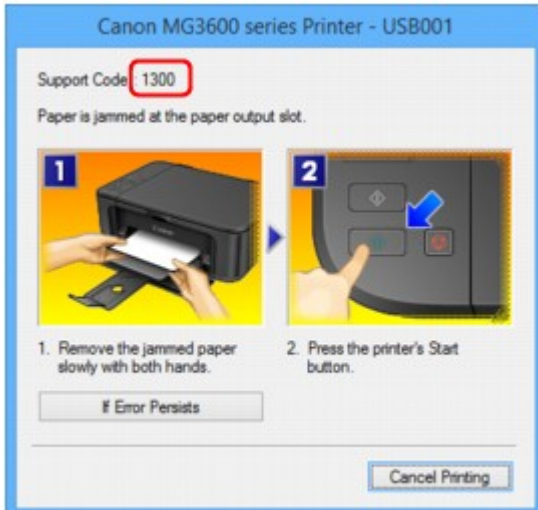 Canon MG3600 series Printer - USB001
Support Code : 1300
Paper is jammed at the paper output slot.
1
2
1. Remove the jammed paper
slowly with both hands.
2. Press the printer's Start
button.
If Error Persists
Cancel Printing